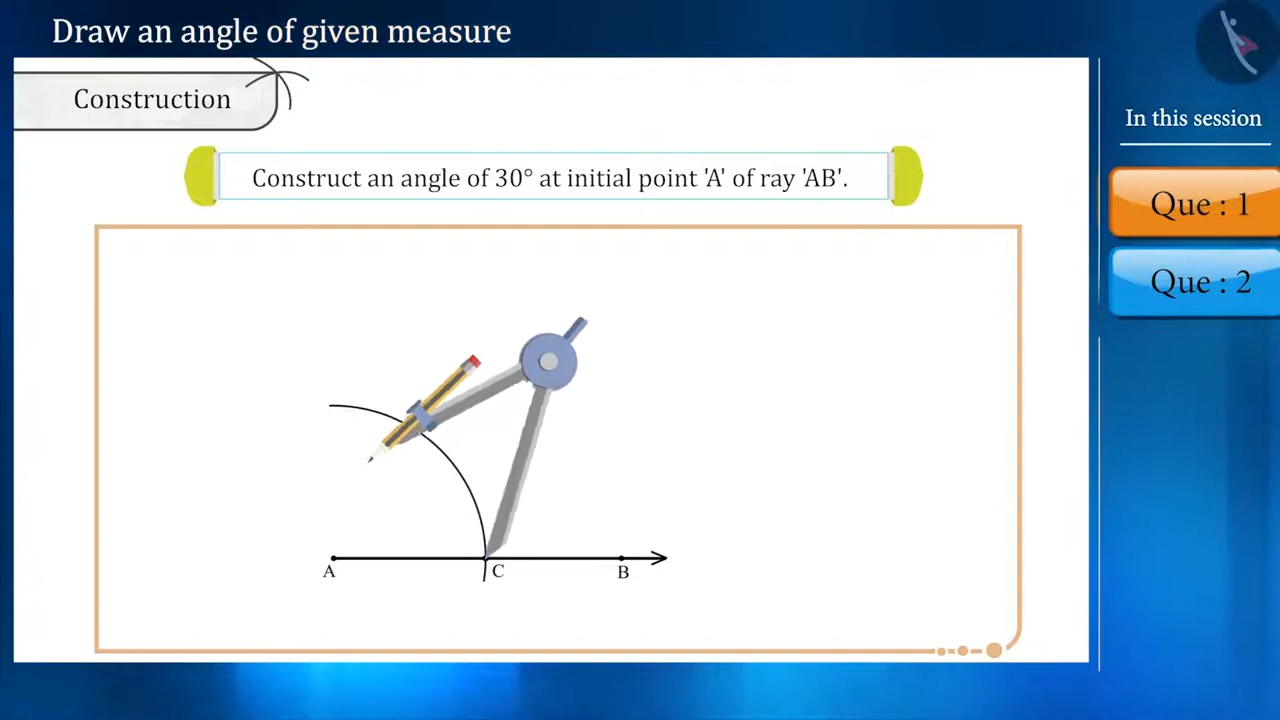 Draw an angle of given measure
Construction
Construct an angle of 30° at initial point 'A' of ray 'AB'.
A
C
B
In this session
Que : 1
Que : 2